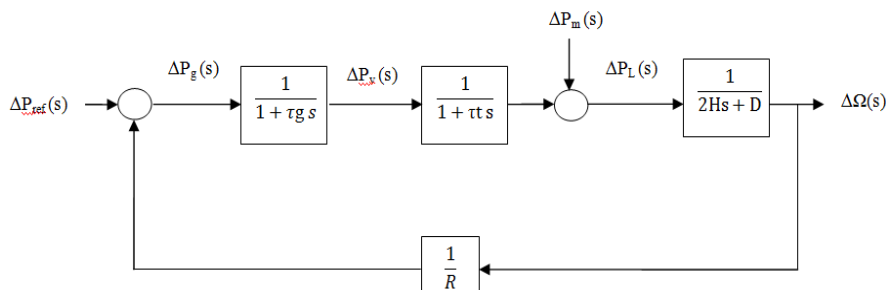 ΔPm(s)
ΔPg(s)
ΔPv(s)
ΔPL(s)
ΔPref(s)
1
1 + τg s
1
1 + τt s
1
2Hs + D
ΔΩ(s)
1
R